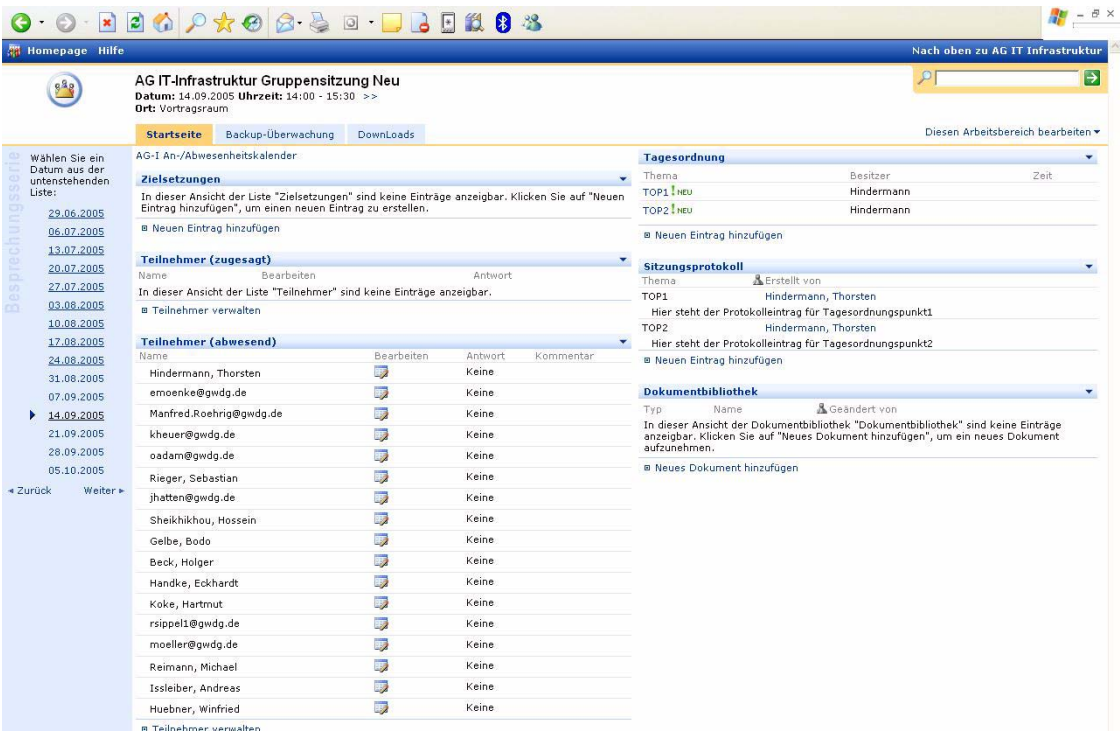 Homepage Hilfe
Nach oben zu AG IT Infrastruktur
AG IT-Infrastruktur Gruppensitzung Neu
Datum: 14.09.2005 Uhrzeit: 14:00 - 15:30 >>
Ort: Vortragsraum
Startseite Backup-Überwachung DownLoads
Diesen Arbeitsbereich bearbeiten
Besprechungsserie
Wählen Sie ein
Datum aus der
untenstehenden
Liste:
29.06.2005
06.07.2005
13.07.2005
20.07.2005
27.07.2005
03.08.2005
10.08.2005
17.08.2005
24.08.2005
31.08.2005
07.09.2005
14.09.2005
21.09.2005
28.09.2005
05.10.2005
Zurück Weiter
AG-I An-/Abwesenheitskalender
Zielsetzungen
In dieser Ansicht der Liste "Zielsetzungen" sind keine Einträge anzeigbar. Klicken Sie auf "Neuen
Eintrag hinzufügen", um einen neuen Eintrag zu erstellen.
Neuen Eintrag hinzufügen
Teilnehmer (zugesagt)
Name Bearbeiten Antwort
In dieser Ansicht der Liste "Teilnehmer" sind keine Einträge anzeigbar.
Teilnehmer verwalten
Teilnehmer (abwesend)
Name Bearbeiten Antwort Kommentar
Hindermann, Thorsten Keine
emoenke@gwdg.de Keine
Manfred.Roehrig@gwdg.de Keine
kheuer@gwdg.de Keine
oadam@gwdg.de Keine
Rieger, Sebastian Keine
jhatten@gwdg.de Keine
Sheikhikhou, Hossein Keine
Gelbe, Bodo Keine
Beck, Holger Keine
Handke, Eckhardt Keine
Koke, Hartmut Keine
rsippel1@gwdg.de Keine
moeller@gwdg.de Keine
Reimann, Michael Keine
Issleiber, Andreas Keine
Huebner, Winfried Keine
Teilnehmer verwalten
Tagesordnung
Thema Besitzer Zeit
TOP1 ! NEU Hindermann
TOP2 ! NEU Hindermann
Neuen Eintrag hinzufügen
Sitzungsprotokoll
Thema Erstellt von
TOP1 Hindermann, Thorsten
Hier steht der Protokolleintrag für Tagesordnungspunkt1
TOP2 Hindermann, Thorsten
Hier steht der Protokolleintrag für Tagesordnungspunkt2
Neuen Eintrag hinzufügen
Dokumentbibliothek
Typ Name Geändert von
In dieser Ansicht der Dokumentbibliothek "Dokumentbibliothek" sind keine Einträge
anzeigbar. Klicken Sie auf "Neues Dokument hinzufügen", um ein neues Dokument
aufzunehmen.
Neues Dokument hinzufügen